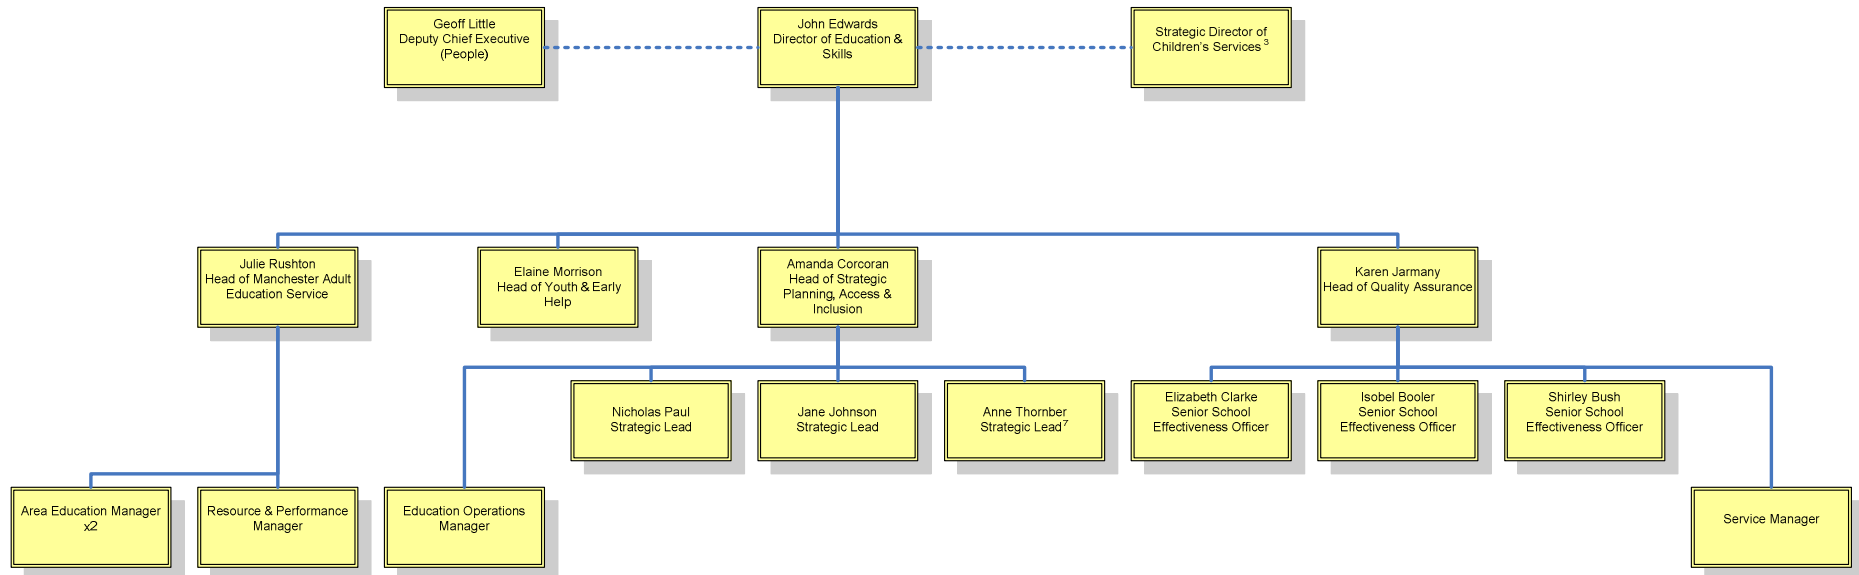 Geoff Little
Deputy Chief Executive
(People)
John Edwards
Director of Education &
Skills
Strategic Director of
Children's Services 3
Julie Rushton
Head of Manchester Adult
Education Service
Elaine Morrison
Head of Youth & Early
Help
Amanda Corcoran
Head of Strategic
Planning, Access &
Inclusion
Karen Jarmany
Head of Quality Assurance
Nicholas Paul
Strategic Lead
Jane Johnson
Strategic Lead
Anne Thornber
Strategic Lead7
Elizabeth Clarke
Senior School
Effectiveness Officer
Isobel Booler
Senior School
Effectiveness Officer
Shirley Bush
Senior School
Effectiveness Officer
Area Education Manager
x2
Resource & Performance
Manager
Education Operations
Manager
Service Manager